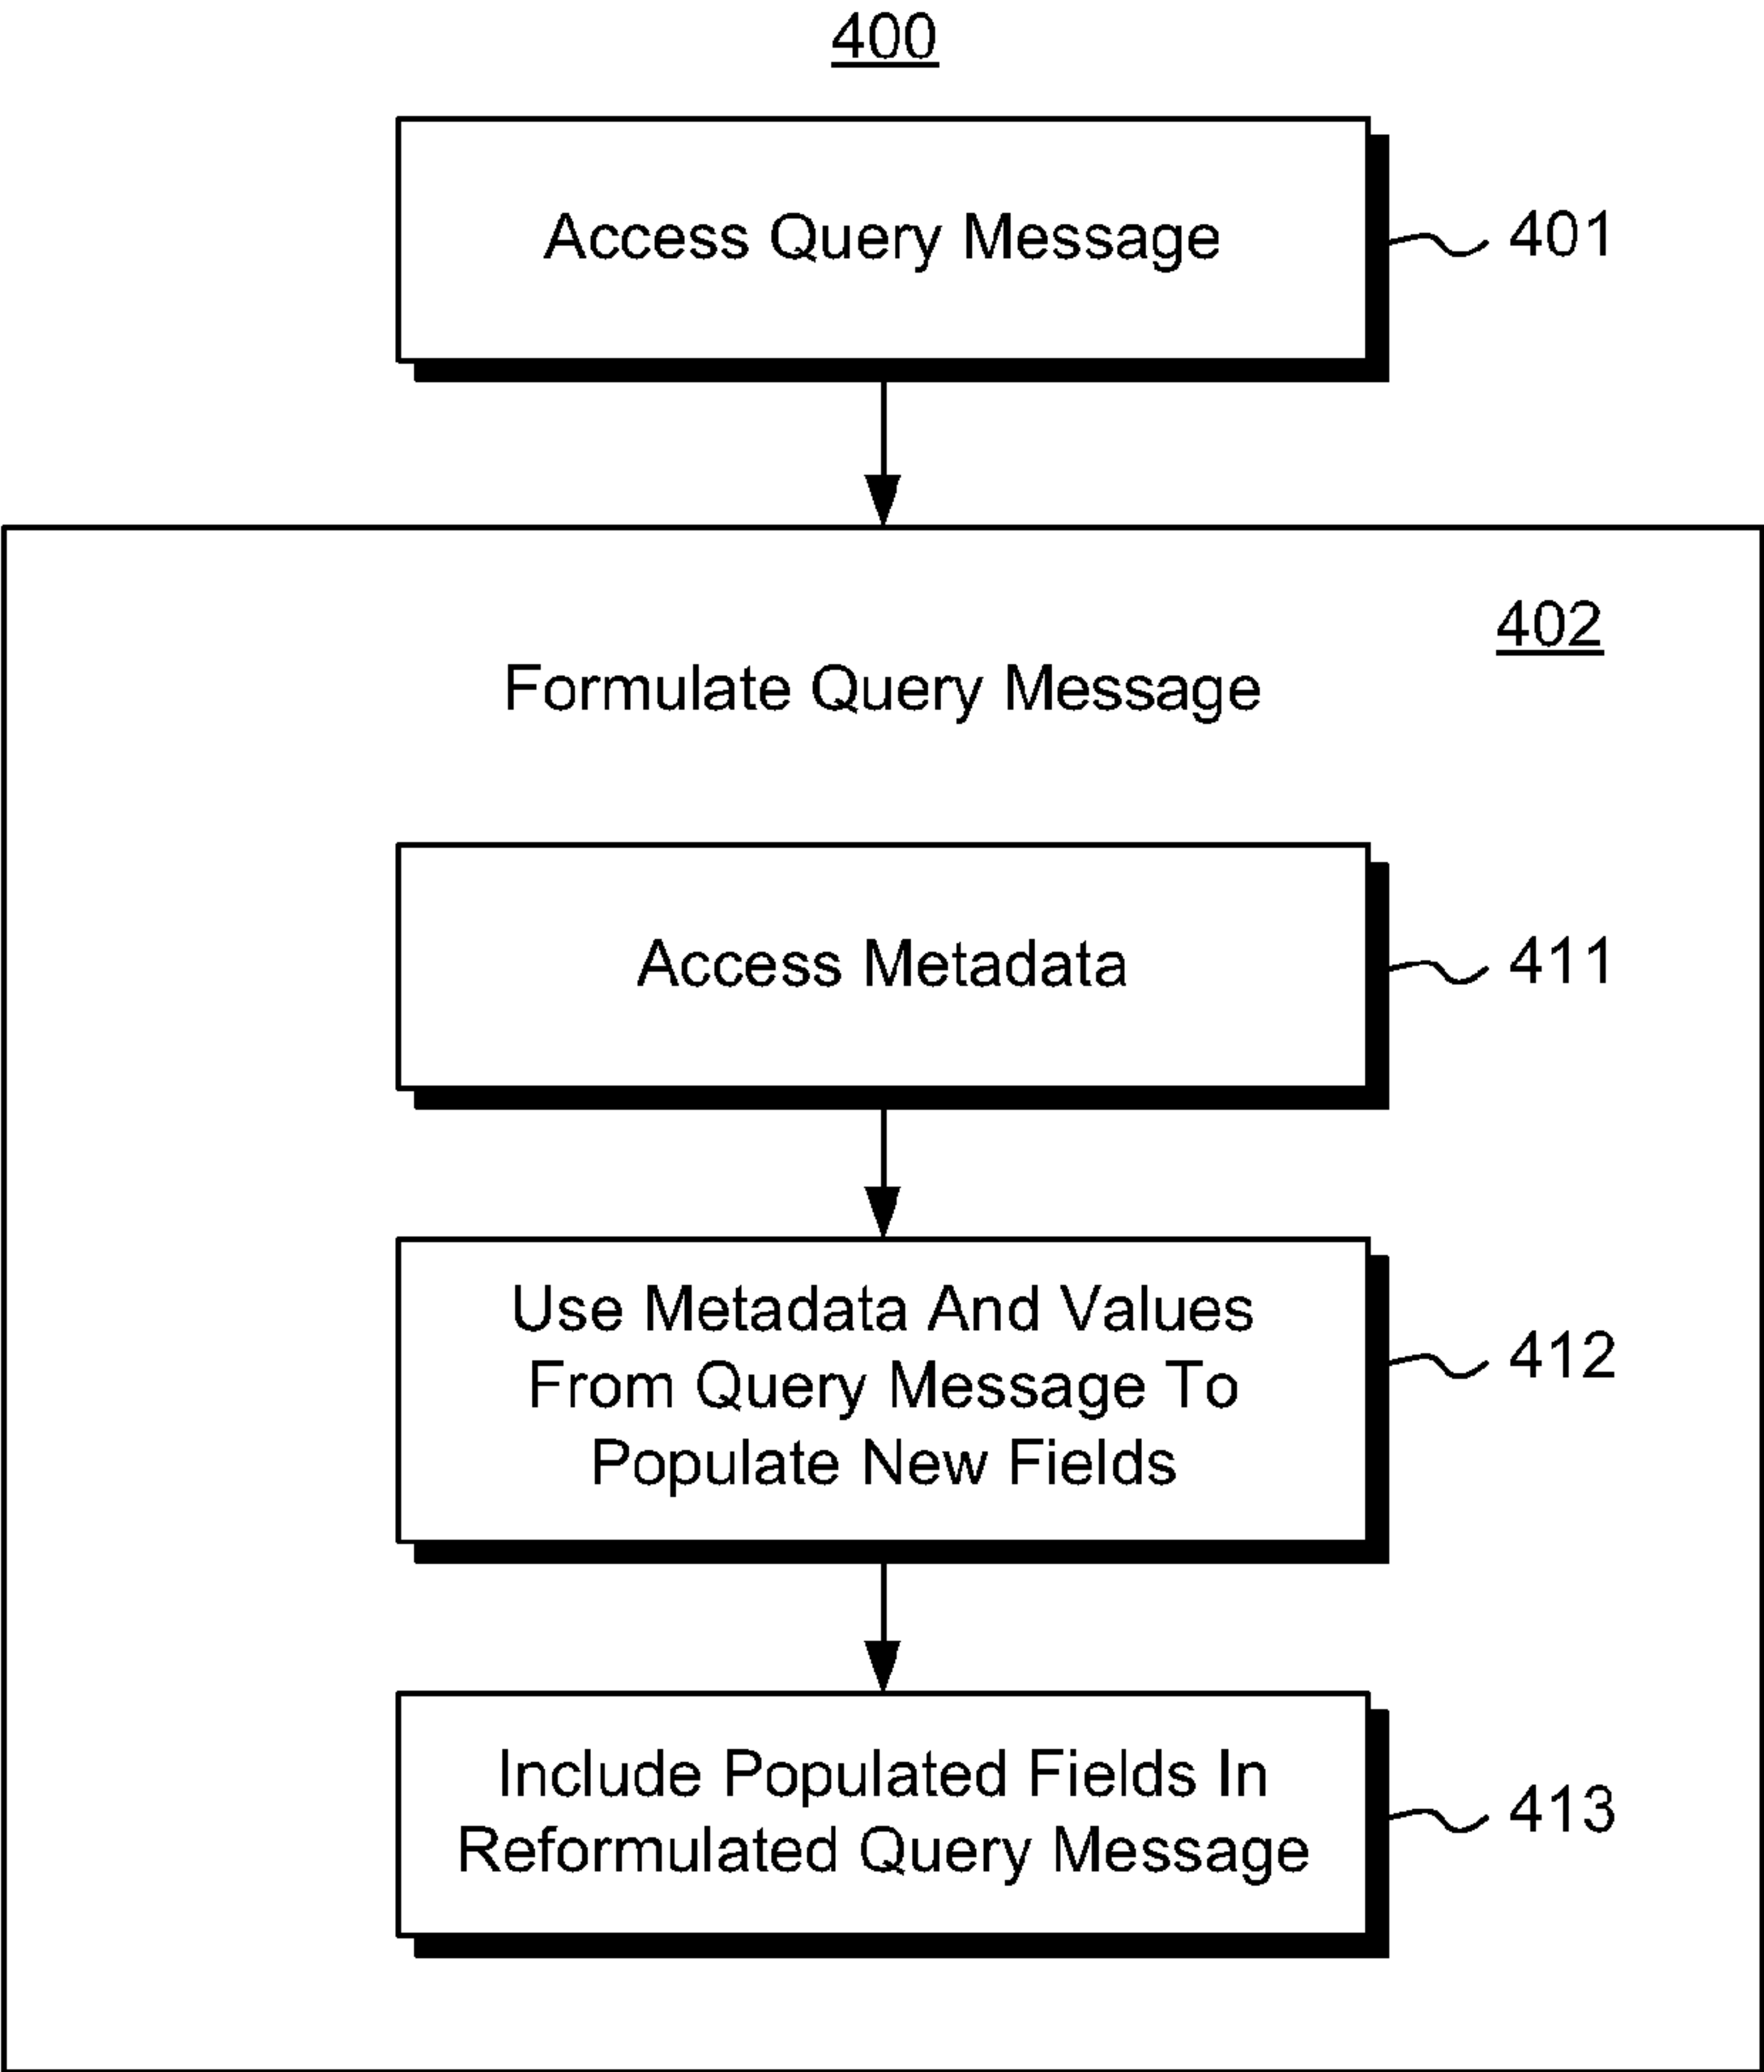 400
Access Query Message
401
402
Formulate Query Message
Access Metadata
411
Use Metadata And Values
From Query Message To
Populate New Fields
412
Include Populated Fields In
Reformulated Query Message
413